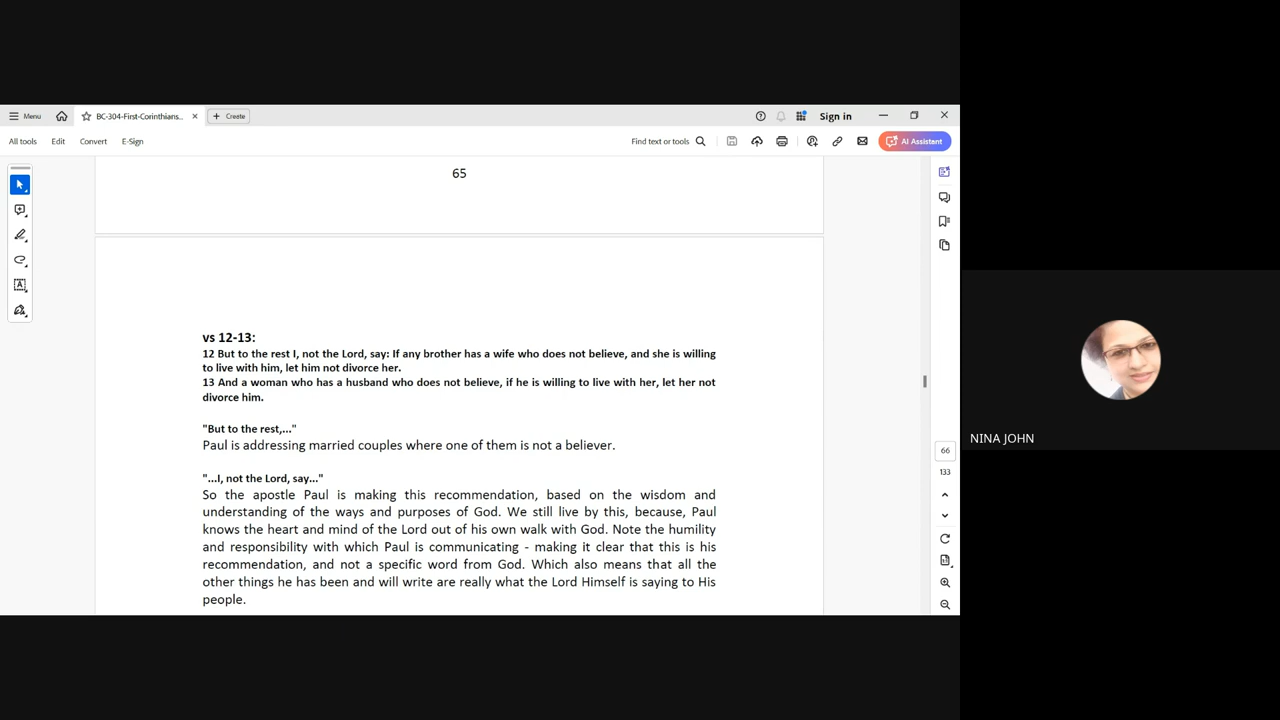 Menu
BC-304-First-Corinthians...
Create
Sign in
All tools
Edit
Convert
E-Sign
Find text or tools
AI Assistant
65
vs 12-13:
12 But to the rest I, not the Lord, say: If any brother has a wife who does not believe, and she is willing
to live with him, let him not divorce her.
13 And a woman who has a husband who does not believe, if he is willing to live with her, let her not
divorce him.
"But to the rest,..."
Paul is addressing married couples where one of them is not a believer.
"...I, not the Lord, say..."
So the apostle Paul is making this recommendation, based on the wisdom and
understanding of the ways and purposes of God. We still live by this, because, Paul
knows the heart and mind of the Lord out of his own walk with God. Note the humility
and responsibility with which Paul is communicating - making it clear that this is his
recommendation, and not a specific word from God. Which also means that all the
other things he has been and will write are really what the Lord Himself is saying to His
people.
66
133
NINA JOHN